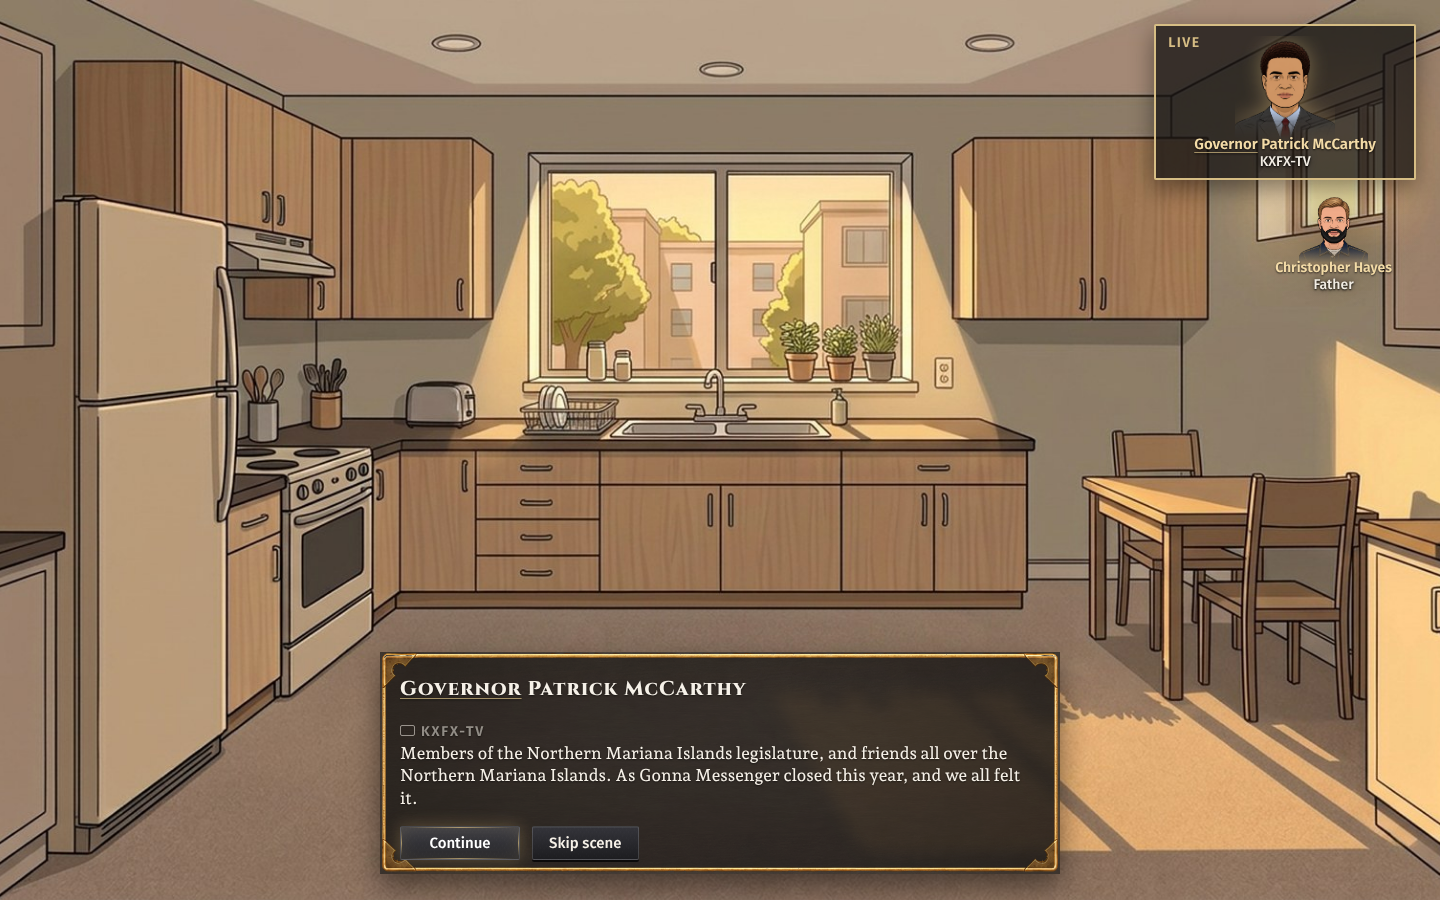 LIVE
Governor Patrick McCarthy
KXFX-TV
Christopher Hayes
Father
Governor Patrick McCarthy
KXFX-TV
Members of the Northern Mariana Islands legislature, and friends all over the
Northern Mariana Islands. As Gonna Messenger closed this year, and we all felt
it.
Continue
Skip scene